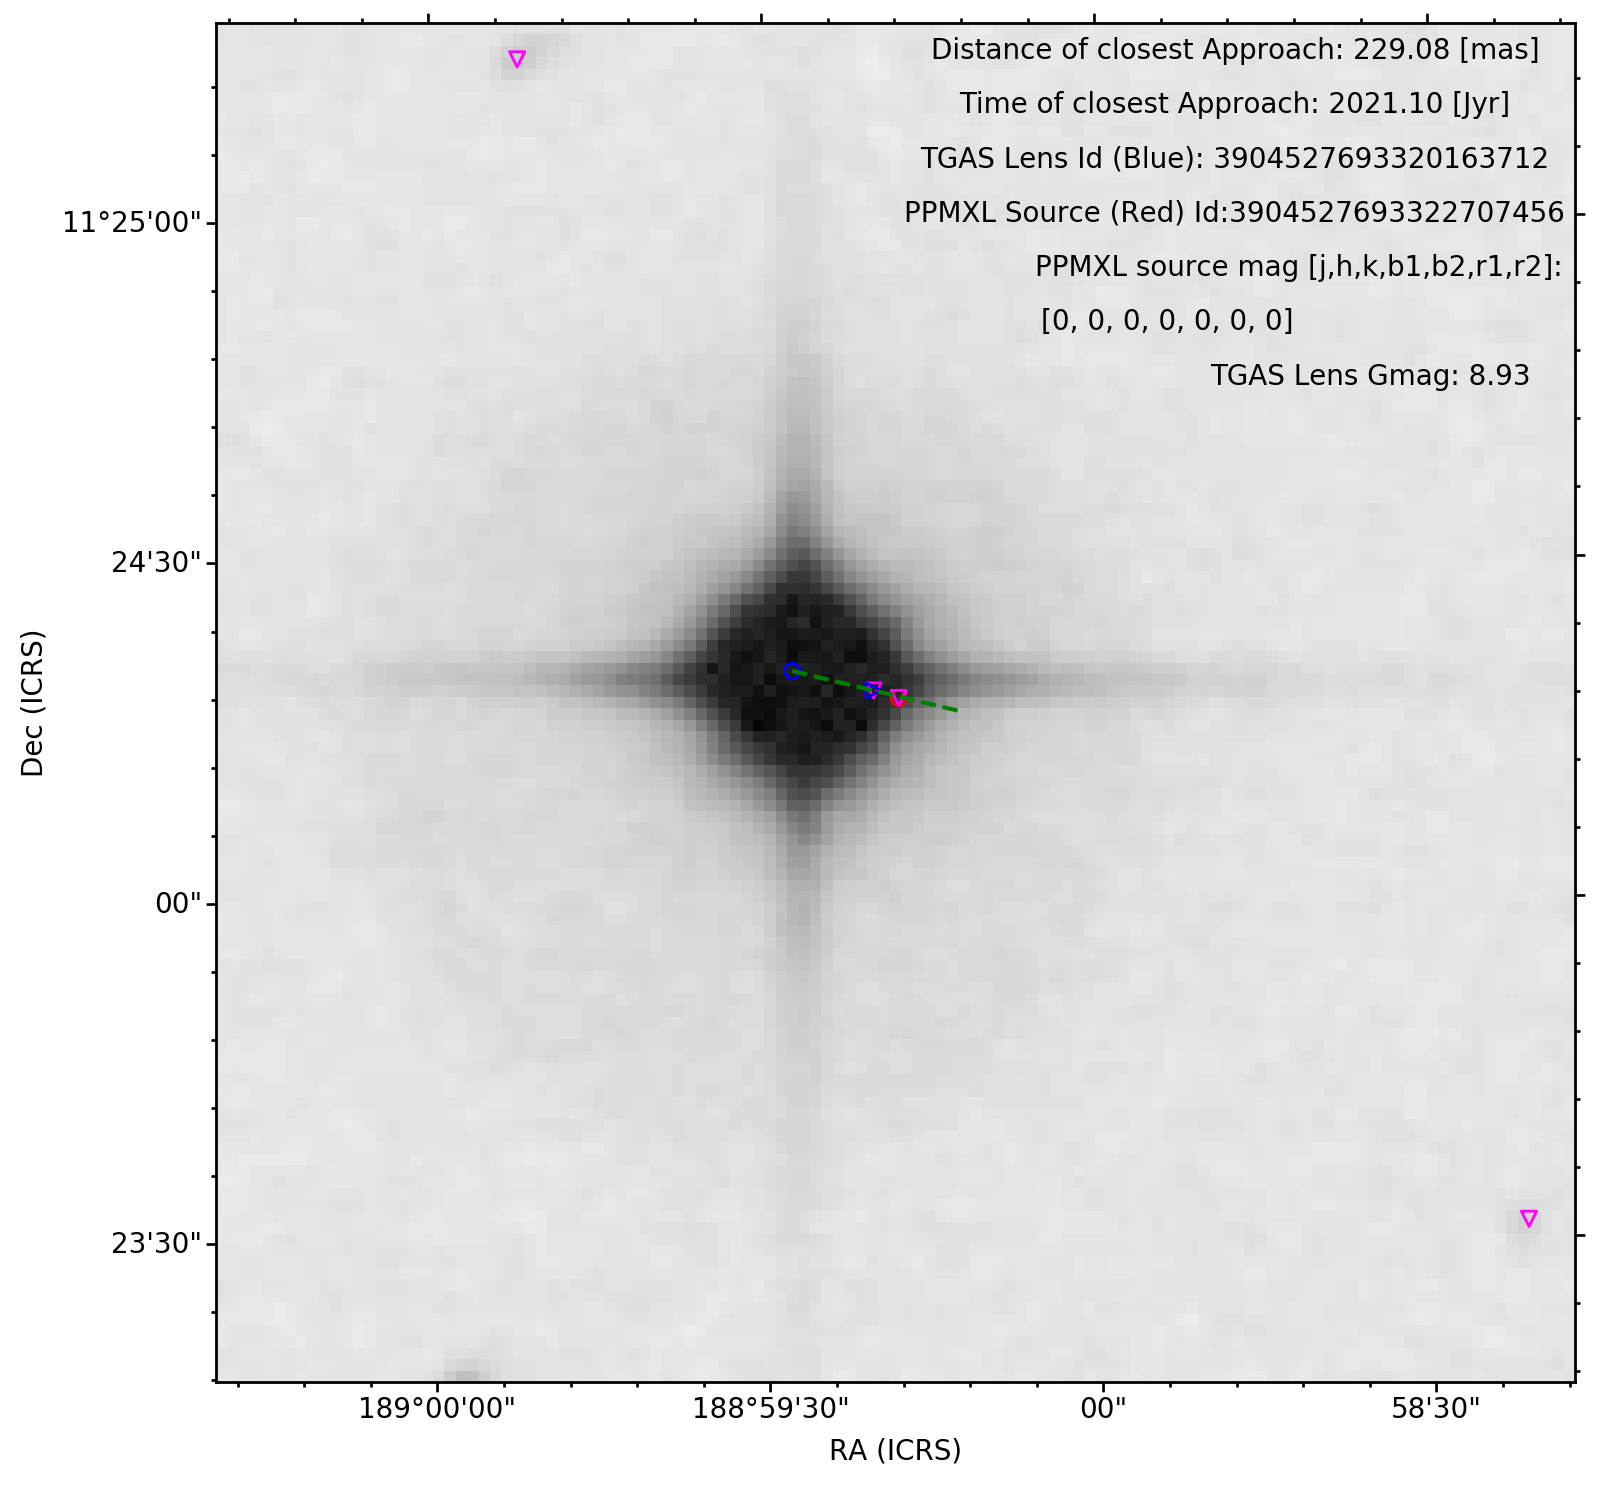 Distance of closest Approach: 229.08 [mas]
Time of closest Approach: 2021.10 [Jyr]
TGAS Lens Id (Blue): 3904527693320163712
PPMXL Source (Red) Id:3904527693322707456
PPMXL source mag [j,h,k,b1,b2,r1,r2]:
[0, 0, 0, 0, 0, 0, 0]
TGAS Lens Gmag: 8.93
11°25'00"
24'30"
00"
23'30"
Dec (ICRS)
189°00'00" 188°59'30" 00" 58'30"
RA (ICRS)